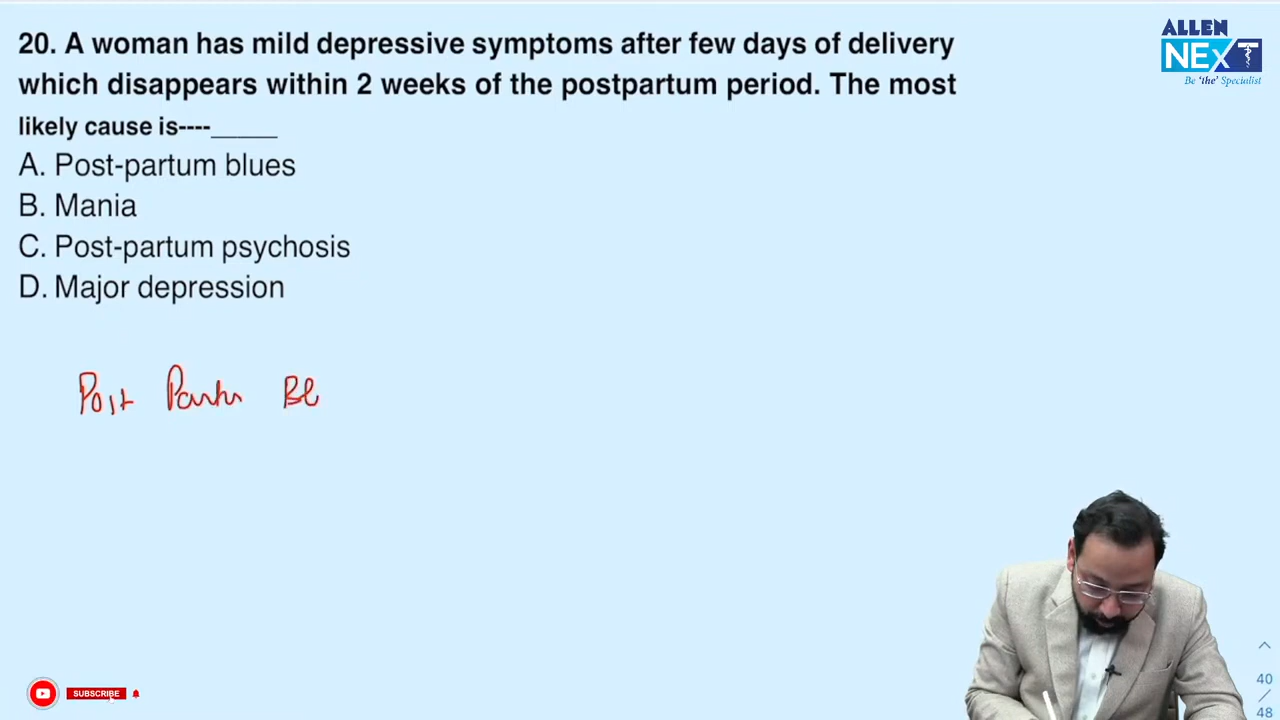 ALLEN
NEXT
Be 'the' Specialist
20. A woman has mild depressive symptoms after few days of delivery
which disappears within 2 weeks of the postpartum period. The most
likely cause is----_____
A. Post-partum blues
B. Mania
C. Post-partum psychosis
D. Major depression
Post Bl
SUBSCRIBE
40
/
48